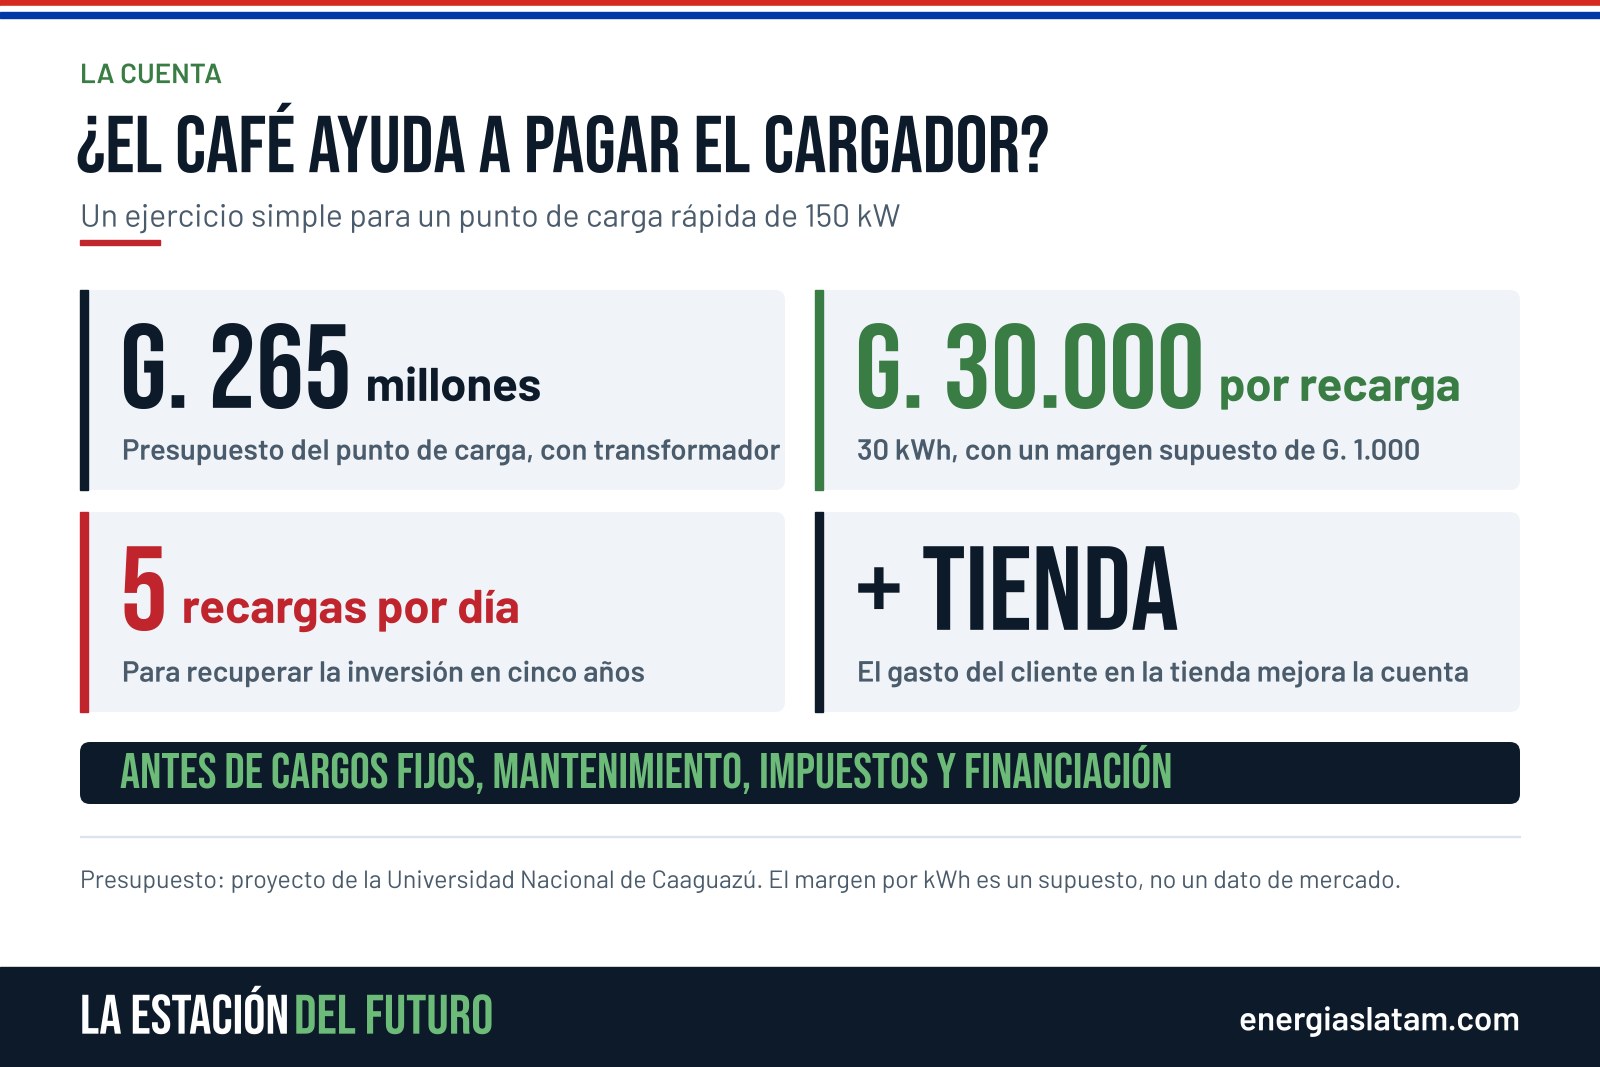 LA CUENTA
¿EL CAFÉ AYUDA A PAGAR EL CARGADOR?
Un ejercicio simple para un punto de carga rápida de 150 kW
G. 265 millones
Presupuesto del punto de carga, con transformador
G. 30.000 por recarga
30 kWh, con un margen supuesto de G. 1.000
5 recargas por día
Para recuperar la inversión en cinco años
+ TIENDA
El gasto del cliente en la tienda mejora la cuenta
ANTES DE CARGOS FIJOS, MANTENIMIENTO, IMPUESTOS Y FINANCIACIÓN
Presupuesto: proyecto de la Universidad Nacional de Caaguazú. El margen por kWh es un supuesto, no un dato de mercado.
LA ESTACIÓN DEL FUTURO
energiaslatam.com